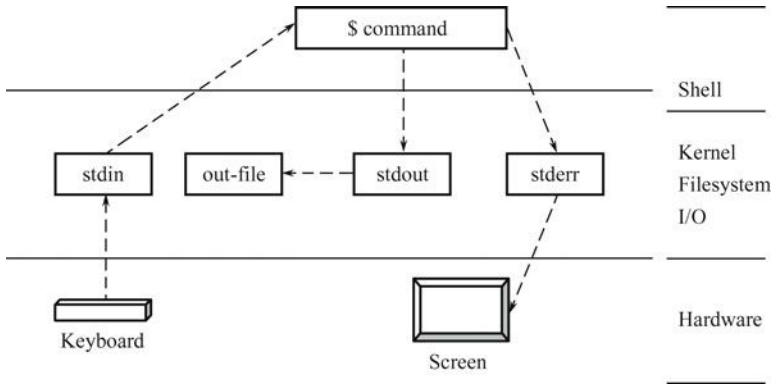 $ command
Shell
stdin
out-file
stdout
stderr
Kernel
Filesystem
I/O
Keyboard
Screen
Hardware